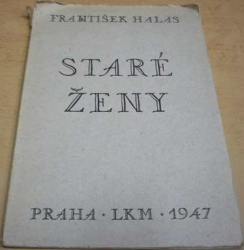 FRANTIŠEK HALAS
STARÉ
ŽENY
PRAHA · LKM · 1947